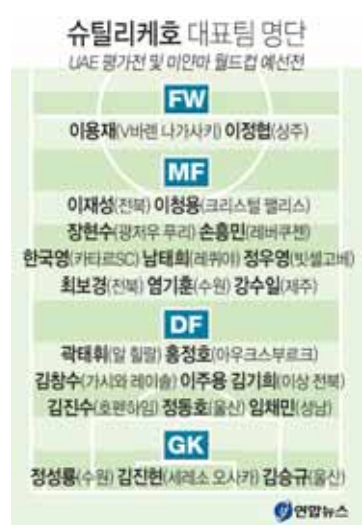 슈틸리케호 대표팀 명단
UAE 평가전 및 미얀마 월드컵 예선전
FW
이용재(V바렌 나가사키) 이정협(상주)
MF
이재성(전북) 이청용(크리스털 팰리스)
장현수(광저우 푸리) 손흥민(레버쿠젠)
한국영(카타르SC) 남태희(레퀴야) 정우영(빗셀고베)
최보경(전북) 염기훈(수원) 강수일(제주)
DF
곽태휘(알 힐랄) 홍정호(아우크스부르크)
김창수(가시와 레이솔) 이주용 김기희(이상 전북)
김진수(호펜하임) 정동호(울산) 임채민(성남)
GK
정성룡(수원) 김진현(세레소 오사카) 김승규(울산)
연합뉴스